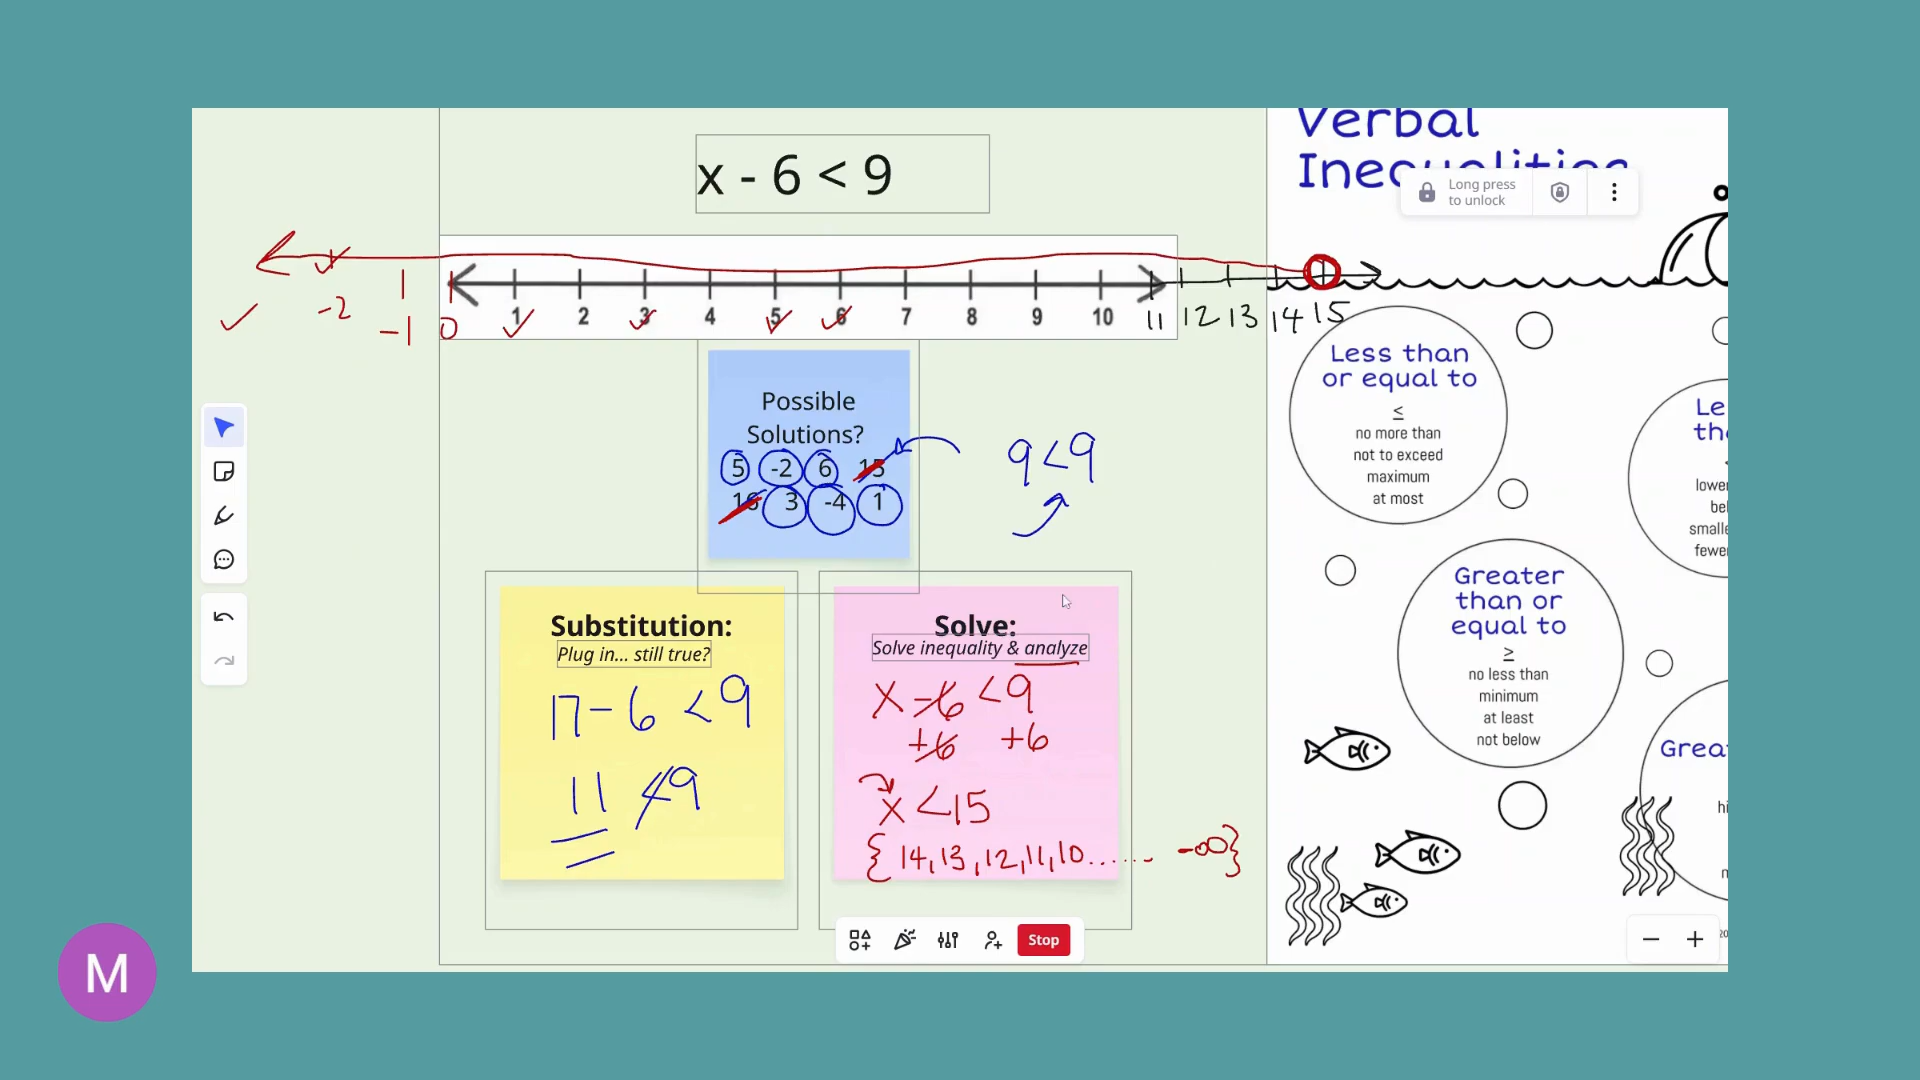 x - 6 < 9
-2
-1
0
1 2 3 4 5 6 7 8 9 10 11 12 13 14 15
Possible
Solutions?
5 -2 6 15
3 -4 1
9 < 9
Substitution:
Plug in... still true?
17 - 6 < 9
11 < 9
Solve:
Solve inequality & analyze
x - 6 < 9
+6 +6
x < 15
{ 14, 13, 12, 11, 10 ...... -∞ }
Verbal
Inequalities
Long press
to unlock
Less than
or equal to
≤
no more than
not to exceed
maximum
at most
Greater
than or
equal to
≥
no less than
minimum
at least
not below
Stop
M